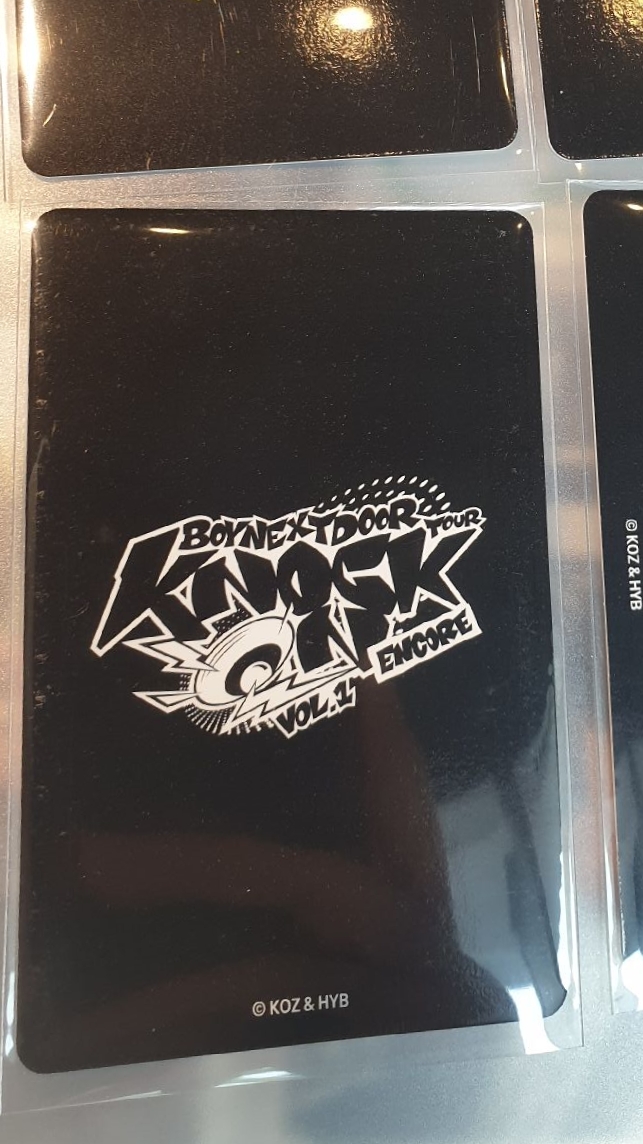 BOYNEXTDOOR TOUR
KNOCK
ON
ENCORE
VOL.1
© KOZ & HYB
© KOZ & HYB